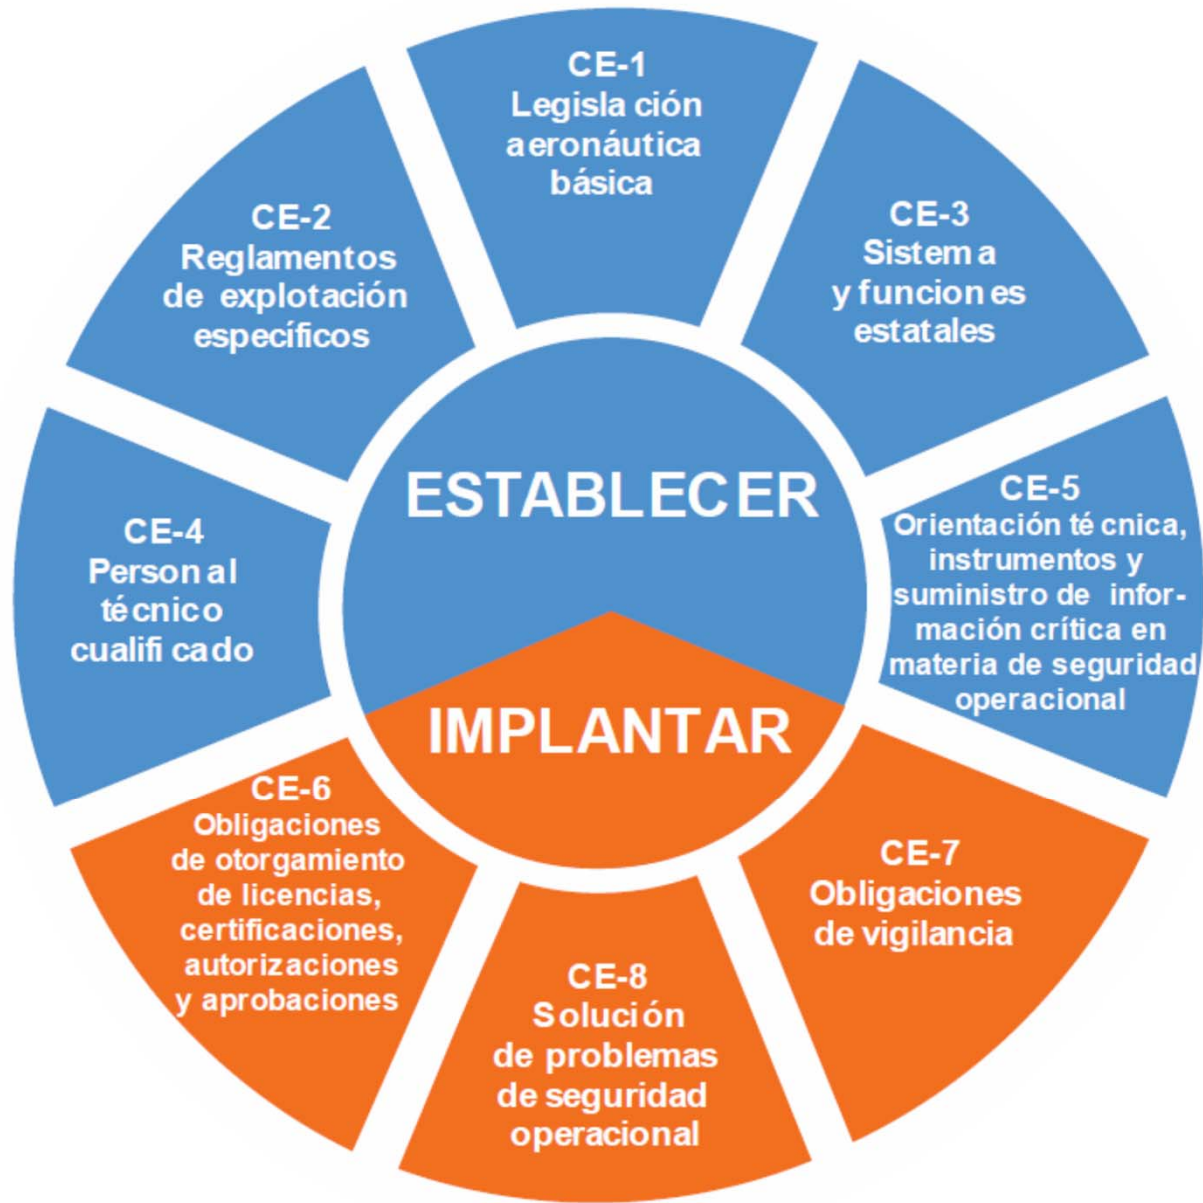 CE-1
Legislación
aeronáutica
básica
CE-2
Reglamentos
de explotación
específicos
CE-3
Sistema
y funciones
estatales
CE-4
Personal
técnico
cualificado
CE-5
Orientación técnica,
instrumentos y
suministro de infor-
mación crítica en
materia de seguridad
operacional
ESTABLECER
IMPLANTAR
CE-6
Obligaciones
de otorgamiento
de licencias,
certificaciones,
autorizaciones
y aprobaciones
CE-7
Obligaciones
de vigilancia
CE-8
Solución
de problemas
de seguridad
operacional